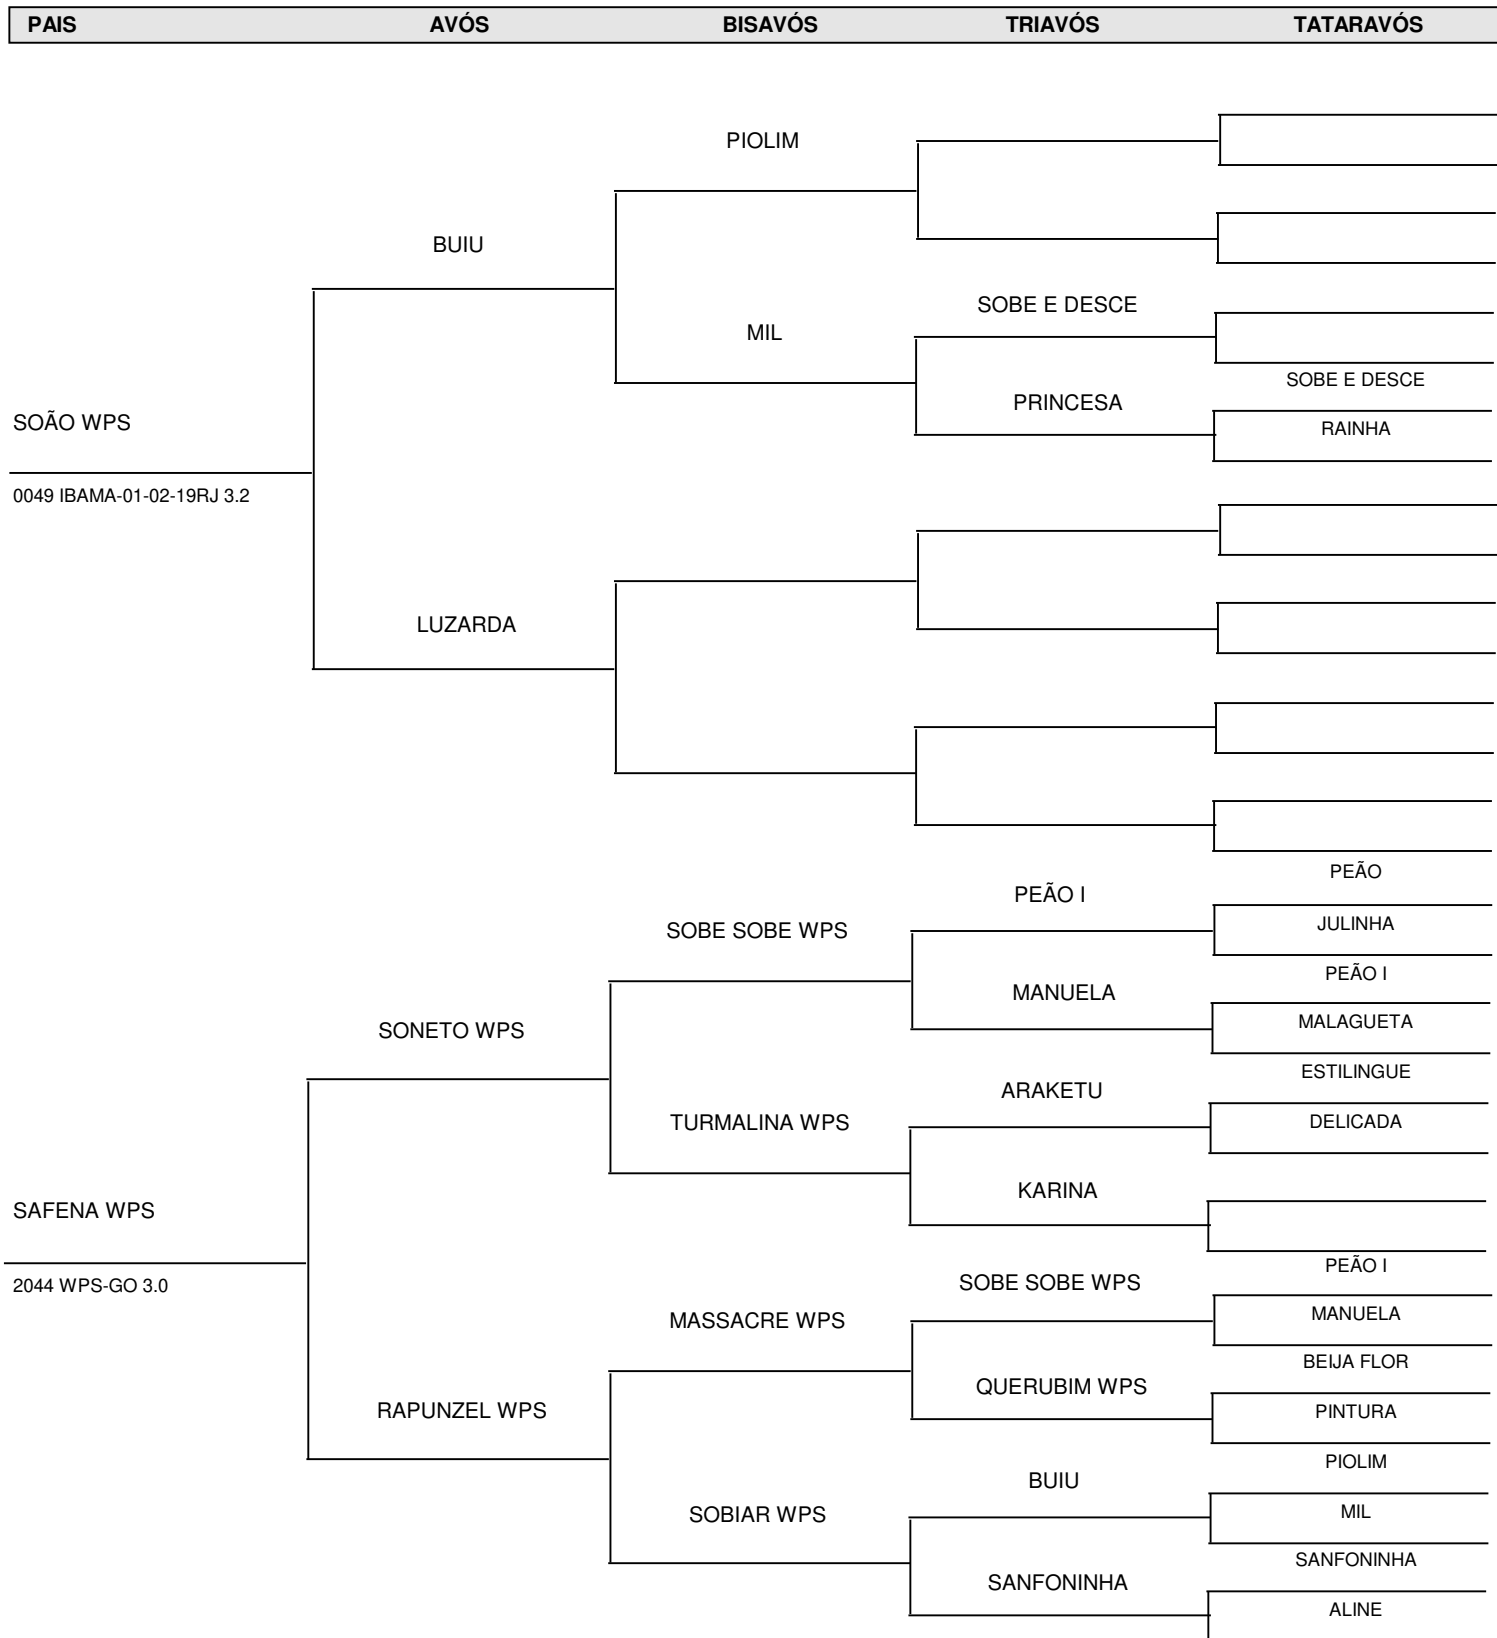 PAIS AVÓS BISAVÓS TRIAVÓS TATARAVÓS
PIOLIM
BUIU
SOBE E DESCE
MIL
SOBE E DESCE
PRINCESA
SOÃO WPS
RAINHA
0049 IBAMA-01-02-19RJ 3.2
LUZARDA
PEÃO
PEÃO I
JULINHA
SOBE SOBE WPS
PEÃO I
MANUELA
MALAGUETA
SONETO WPS
ESTILINGUE
ARAKETU
DELICADA
TURMALINA WPS
KARINA
SAFENA WPS
PEÃO I
SOBE SOBE WPS
2044 WPS-GO 3.0
MANUELA
MASSACRE WPS
BEIJA FLOR
QUERUBIM WPS
RAPUNZEL WPS
PINTURA
PIOLIM
BUIU
MIL
SOBIAR WPS
SANFONINHA
SANFONINHA
ALINE